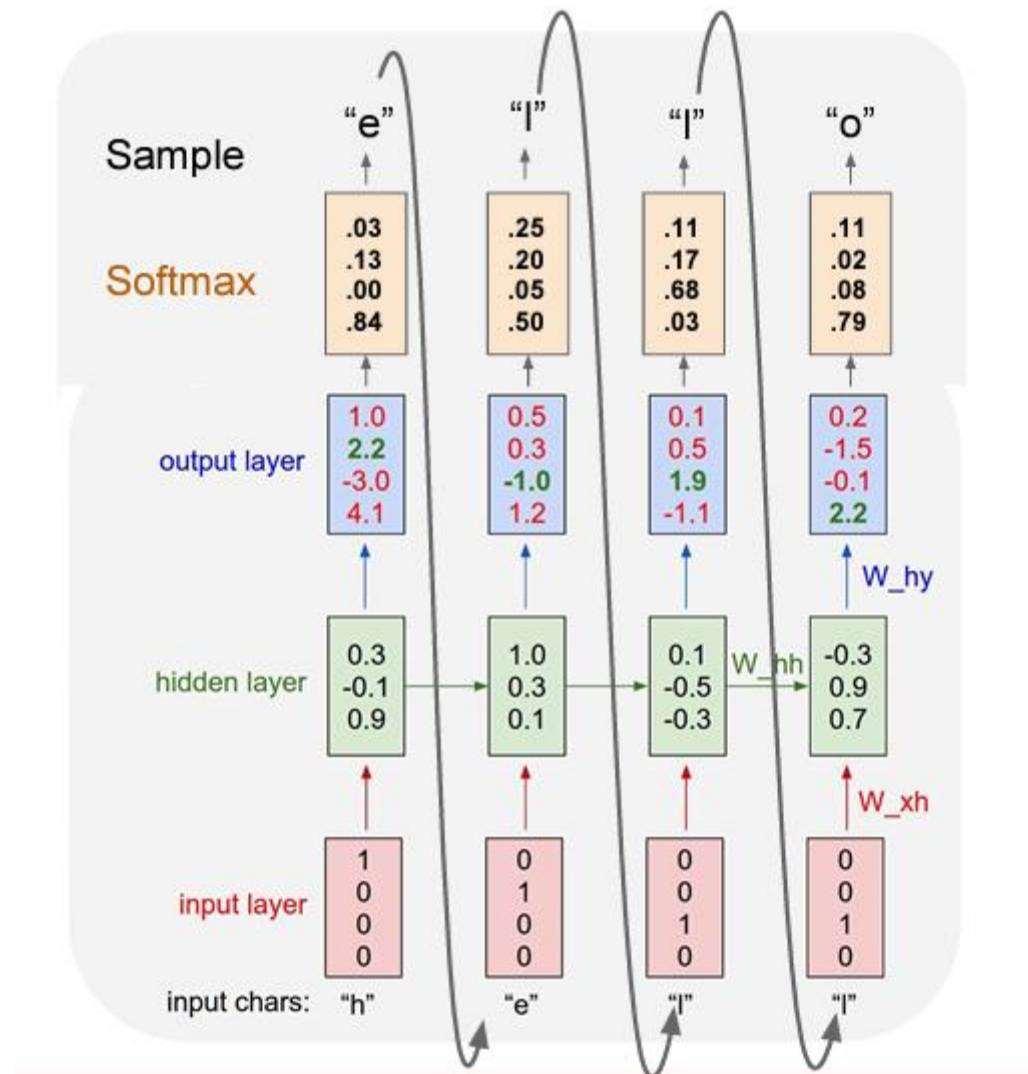 “e” “l” “l” “o”
Sample
.03 .25 .11 .11
.13 .20 .17 .02
Softmax
.00 .05 .68 .08
.84 .50 .03 .79
1.0 0.5 0.1 0.2
2.2 0.3 0.5 -1.5
output layer
-3.0 -1.0 1.9 -0.1
4.1 1.2 -1.1 2.2
W_hy
0.3 1.0 0.1 -0.3
W_hh
hidden layer
-0.1 0.3 -0.5 0.9
0.9 0.1 -0.3 0.7
W_xh
1 0 0 0
0 1 0 0
input layer
0 0 1 1
0 0 0 0
input chars: “h” “e” “l” “l”